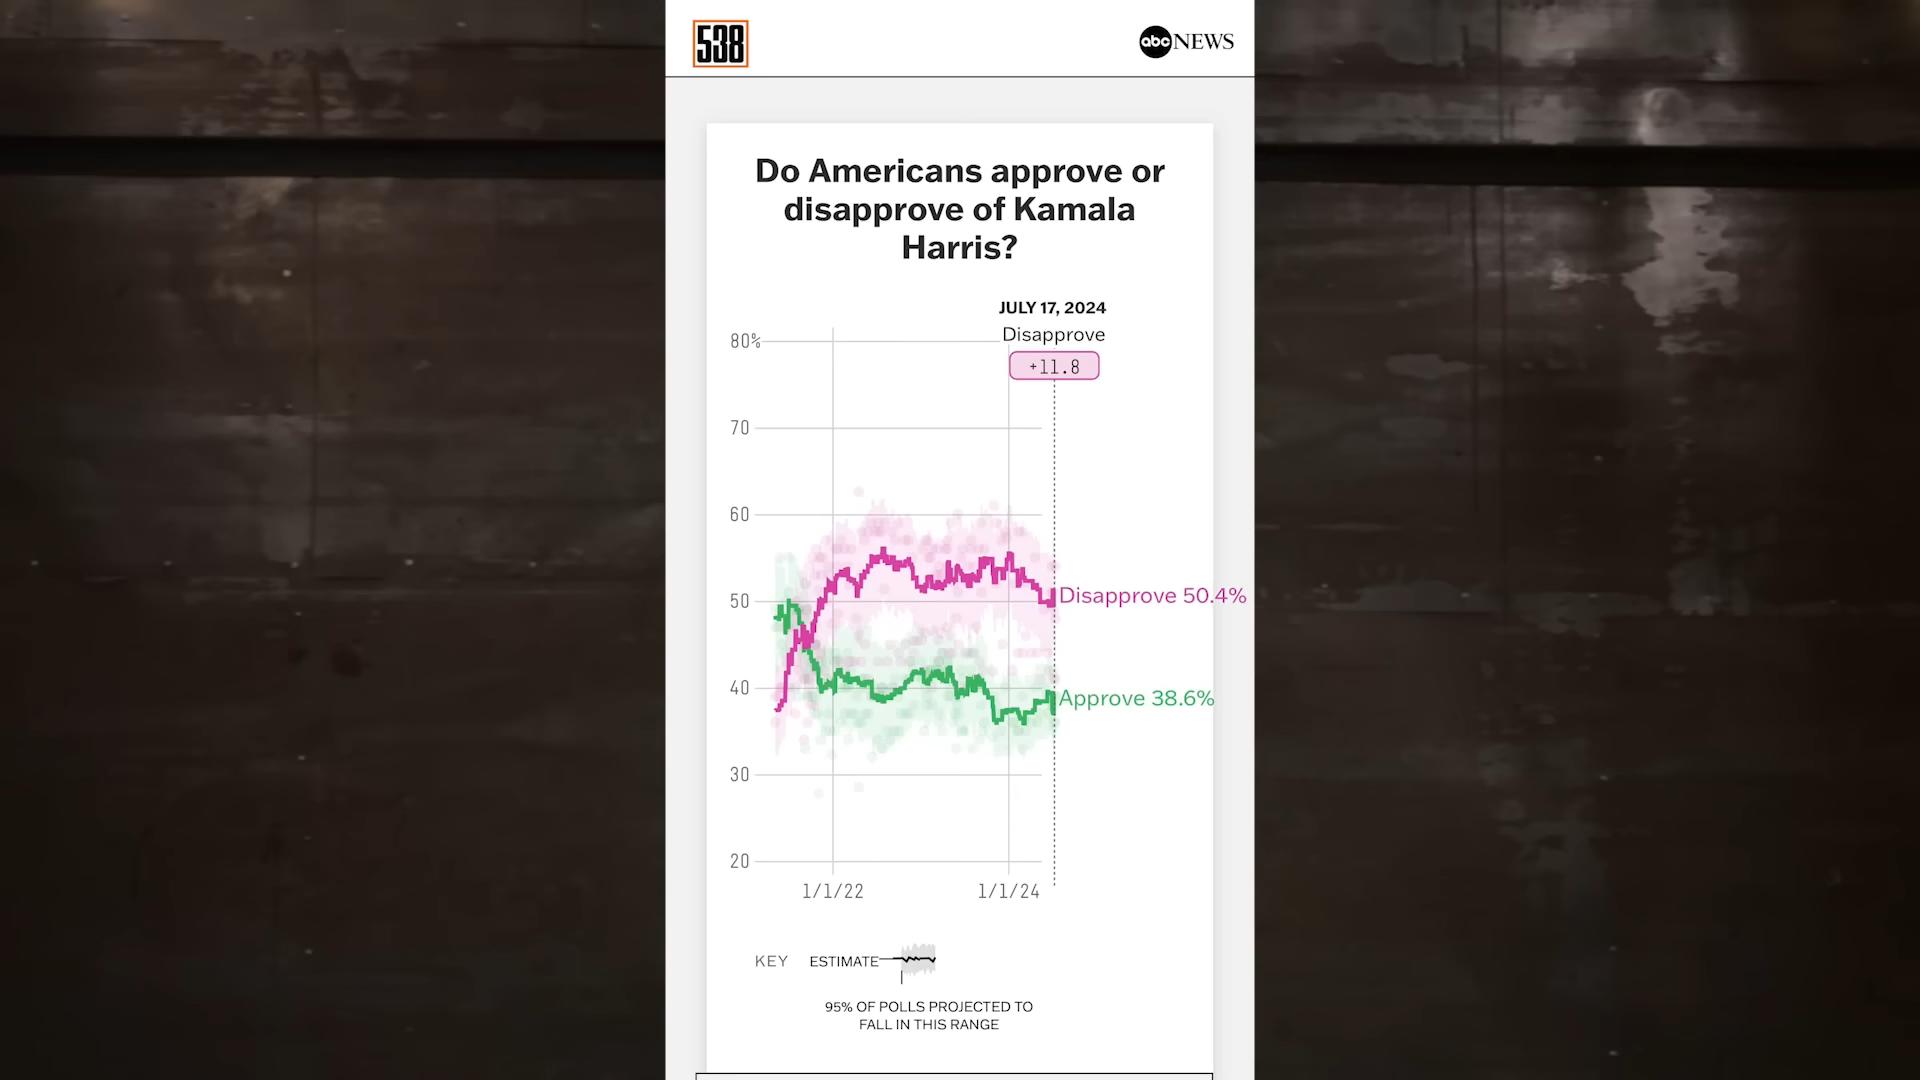 538
abc NEWS
Do Americans approve or
disapprove of Kamala
Harris?
JULY 17, 2024
Disapprove
+11.8
80%
70
60
50
40
30
20
Disapprove 50.4%
Approve 38.6%
1/1/22 1/1/24
KEY ESTIMATE
95% OF POLLS PROJECTED TO
FALL IN THIS RANGE